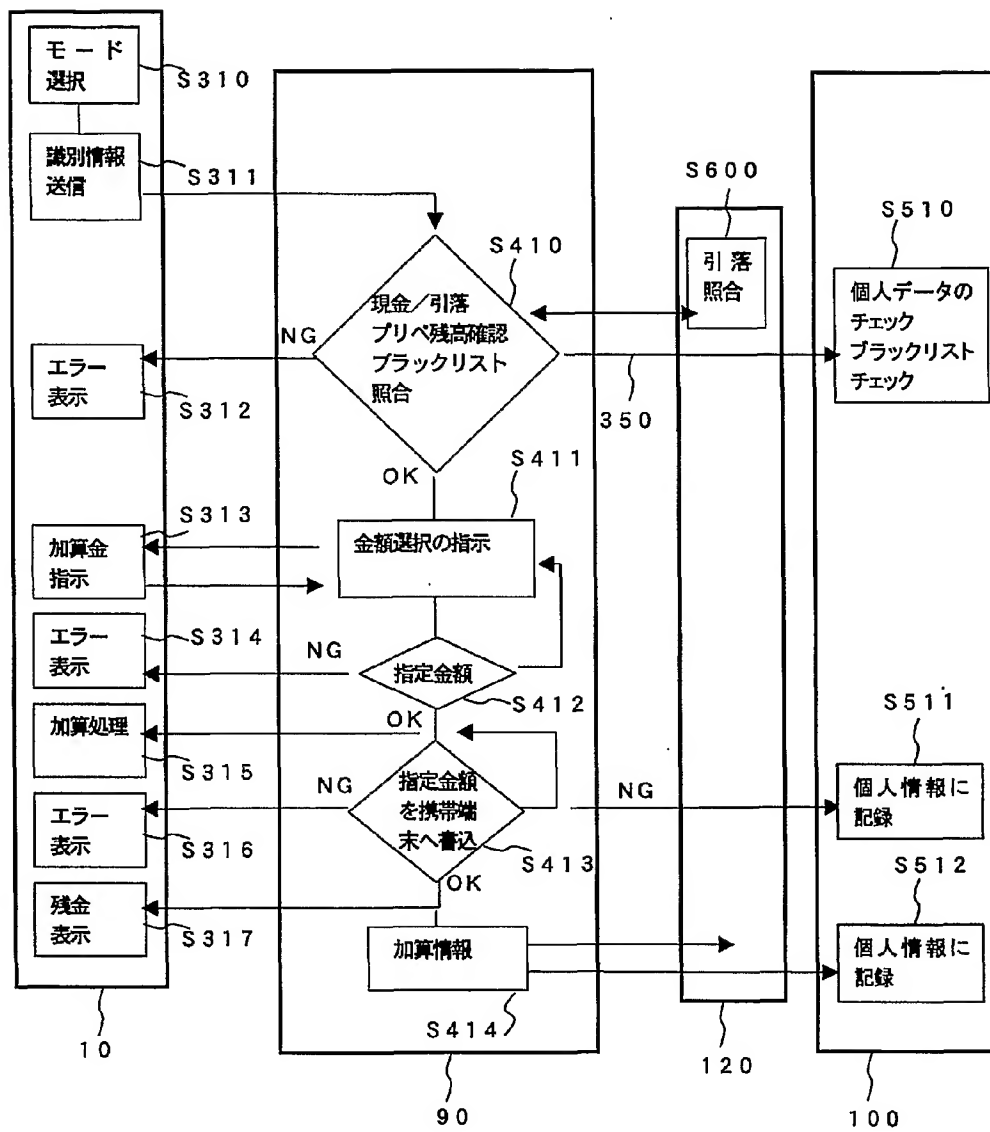 モード
選択
S310
識別情報
送信
S311
S600
引落
照合
S510
個人データの
チェック
ブラックリスト
チェック
S410
現金／引落
プリペ残高確認
ブラックリスト
照合
NG
エラー
表示
S312
350
OK
S411
金額選択の指示
S313
加算金
指示
エラー
表示
S314
NG
指定金額
S412
OK
加算処理
S315
NG
指定金額
を携帯端
末へ書込
S413
NG
S511
個人情報に
記録
エラー
表示
S316
OK
S512
残金
表示
S317
加算情報
S414
個人情報に
記録
10
90
120
100